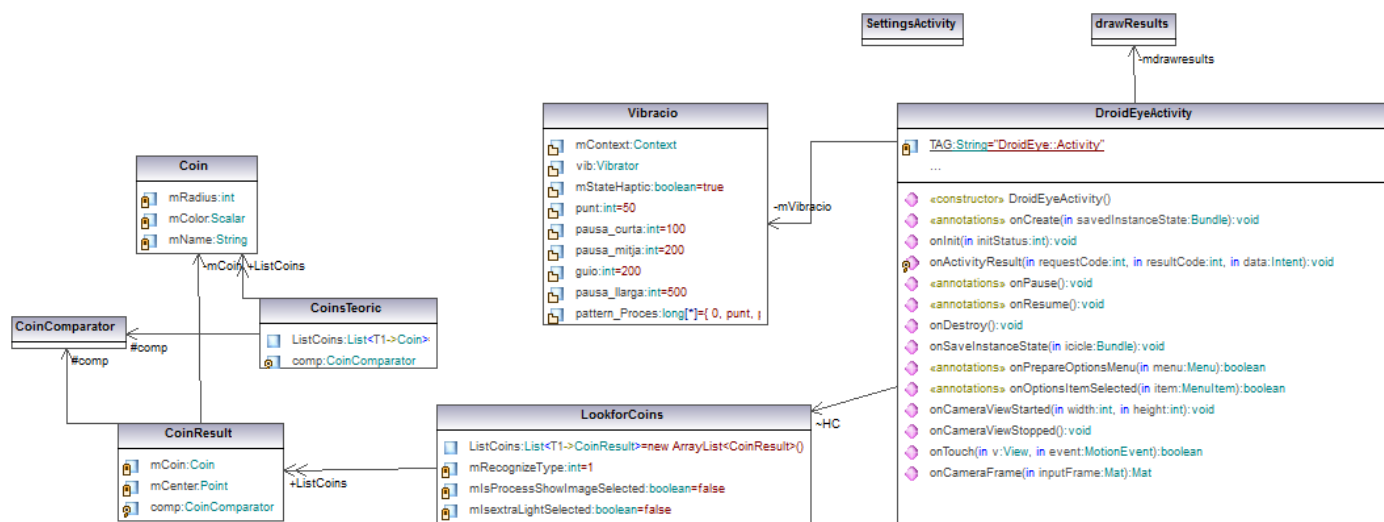 SettingsActivity
drawResults
-mdrawresults
Vibracio
mContext:Context
vib:Vibrator
mStateHaptic:boolean=true
punt:int=50
pausa_curta:int=100
pausa_mitja:int=200
guio:int=200
pausa_llarga:int=500
pattern_Proces:long[*]={ 0, punt,
-mVibracio
DroidEyeActivity
TAG:String="DroidEye::Activity"
...
«constructor» DroidEyeActivity()
«annotations» onCreate(in savedInstanceState:Bundle):void
onInit(in initStatus:int):void
onActivityResult(in requestCode:int, in resultCode:int, in data:Intent):void
«annotations» onPause():void
«annotations» onResume():void
onDestroy():void
onSaveInstanceState(in icicle:Bundle):void
«annotations» onPrepareOptionsMenu(in menu:Menu):boolean
«annotations» onOptionsItemSelected(in item:MenuItem):boolean
onCameraViewStarted(in width:int, in height:int):void
onCameraViewStopped():void
onTouch(in v:View, in event:MotionEvent):boolean
onCameraFrame(in inputFrame:Mat):Mat
Coin
mRadius:int
mColor:Scalar
mName:String
-mCoin
+ListCoins
CoinsTeoric
ListCoins:List<T1->Coin>
comp:CoinComparator
CoinComparator
#comp
#comp
CoinResult
mCoin:Coin
mCenter:Point
comp:CoinComparator
+ListCoins
LookforCoins
ListCoins:List<T1->CoinResult>=new ArrayList<CoinResult>()
mRecognizeType:int=1
mIsProcessShowImageSelected:boolean=false
mIsextraLightSelected:boolean=false
~HC